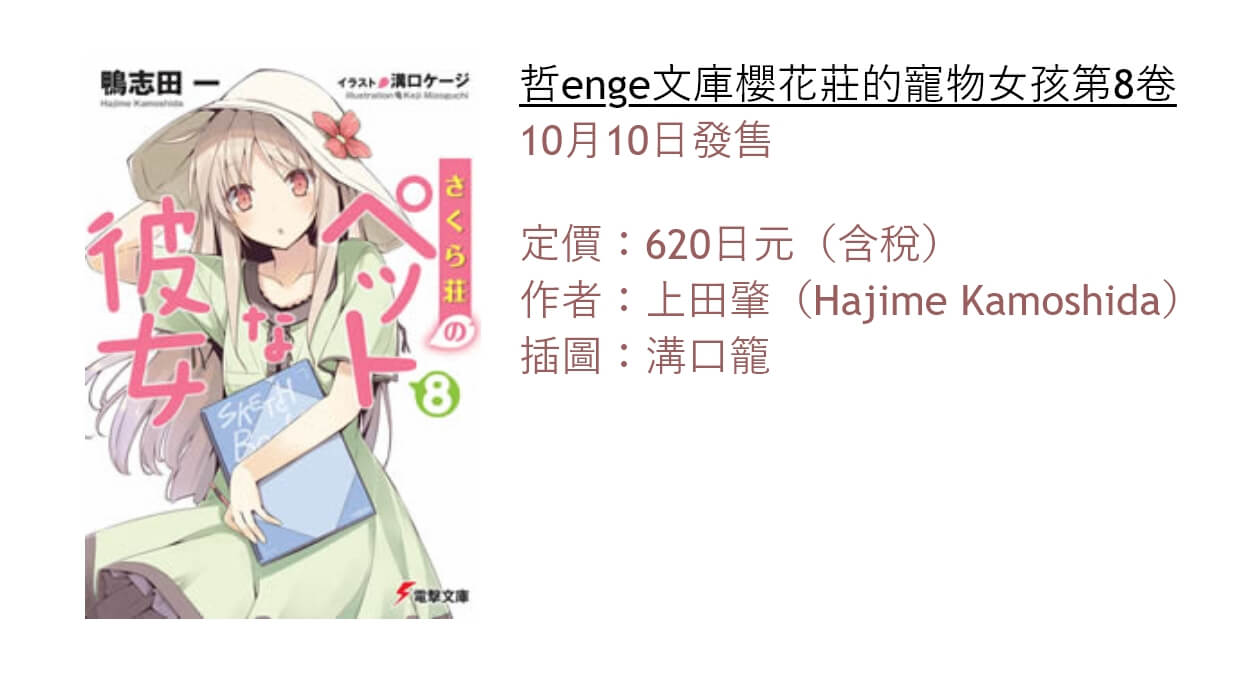 鴨志田 一
Hajime Kamoshida
イラスト 溝口ケージ
illustration Keji Mizoguchi
さくら荘の
ペットな
彼女
8
SKETCH
BOOK
電撃文庫
哲enge文庫櫻花莊的寵物女孩第8卷
10月10日發售
定價：620日元（含稅）
作者：上田肇（Hajime Kamoshida）
插圖：溝口籠